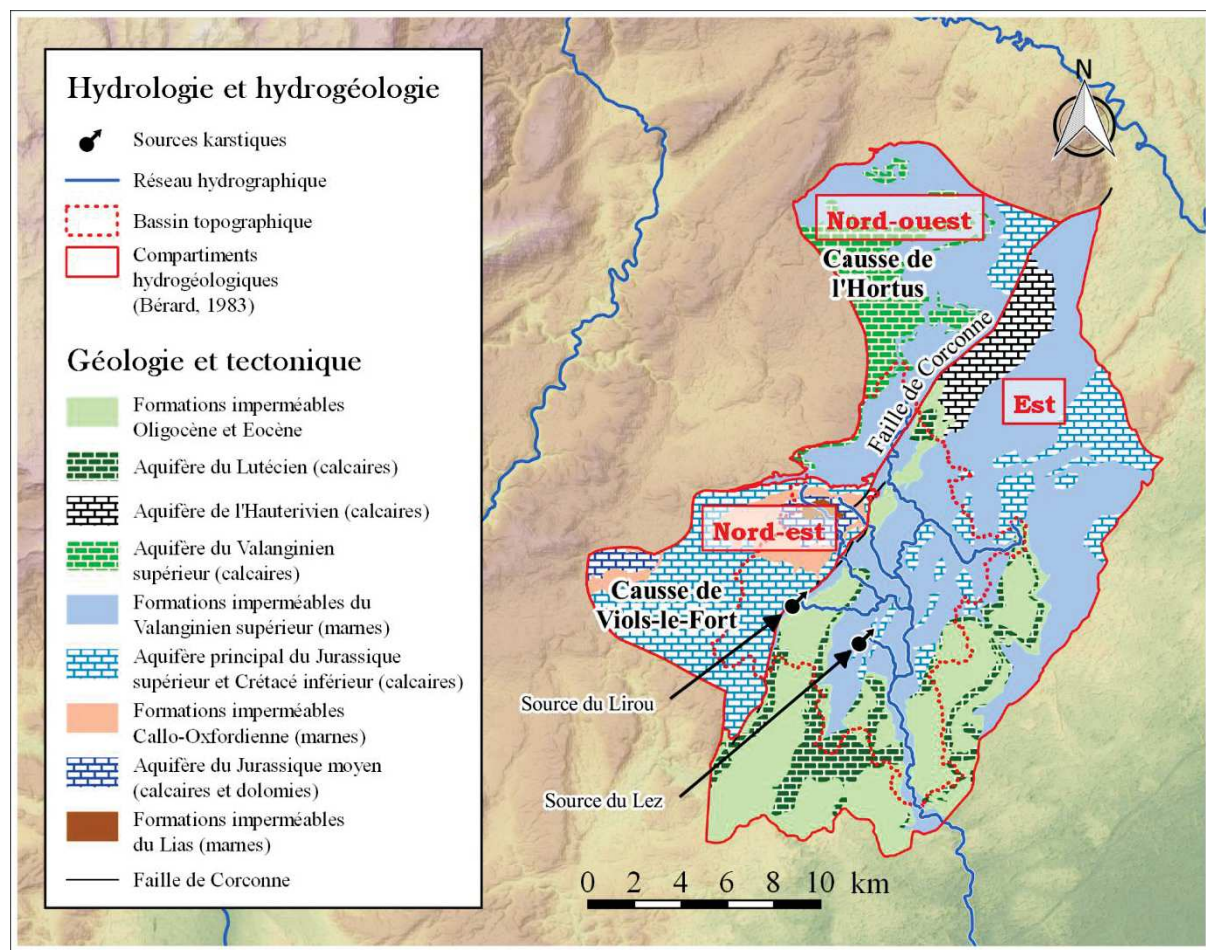 Hydrologie et hydrogéologie
Sources karstiques
Réseau hydrographique
Bassin topographique
Compartiments
hydrogéologiques
(Bérard, 1983)
Géologie et tectonique
Formations imperméables
Oligocène et Eocène
Aquifère du Lutécien (calcaires)
Aquifère de l'Hauterivien (calcaires)
Aquifère du Valanginien
supérieur (calcaires)
Formations imperméables du
Valanginien supérieur (marnes)
Aquifère principal du Jurassique
supérieur et Crétacé inférieur (calcaires)
Formations imperméables
Callo-Oxfordienne (marnes)
Aquifère du Jurassique moyen
(calcaires et dolomies)
Formations imperméables
du Lias (marnes)
Faille de Corconne
N
Nord-ouest
Causse de
l'Hortus
Faille de Corconne
Est
Nord-est
Causse de
Viols-le-Fort
Source du Lirou
Source du Lez
0 2 4 6 8 10 km